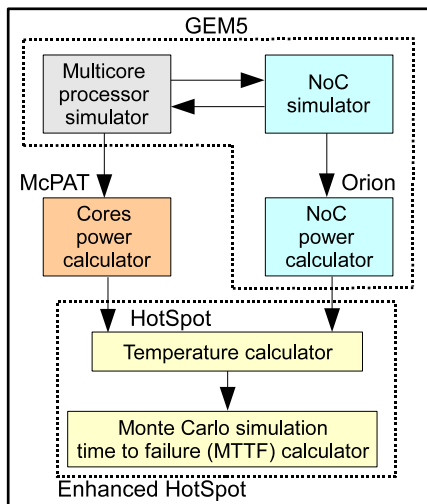 GEM5
Multicore
processor
simulator
NoC
simulator
McPAT
Orion
Cores
power
calculator
NoC
power
calculator
HotSpot
Temperature calculator
Monte Carlo simulation
time to failure (MTTF) calculator
Enhanced HotSpot